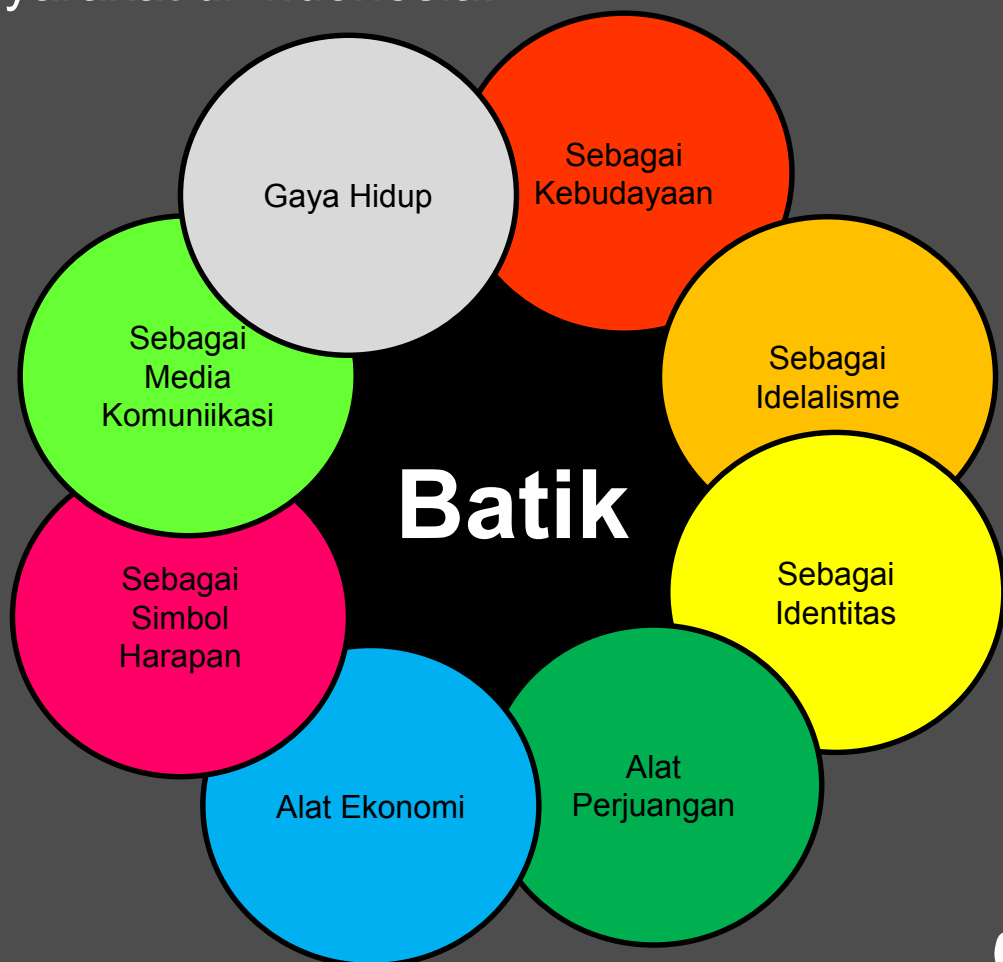 Gaya Hidup
Sebagai
Kebudayaan
Sebagai
Idelalisme
Sebagai
Identitas
Alat
Perjuangan
Alat Ekonomi
Sebagai
Simbol
Harapan
Sebagai
Media
Komuniikasi
Batik